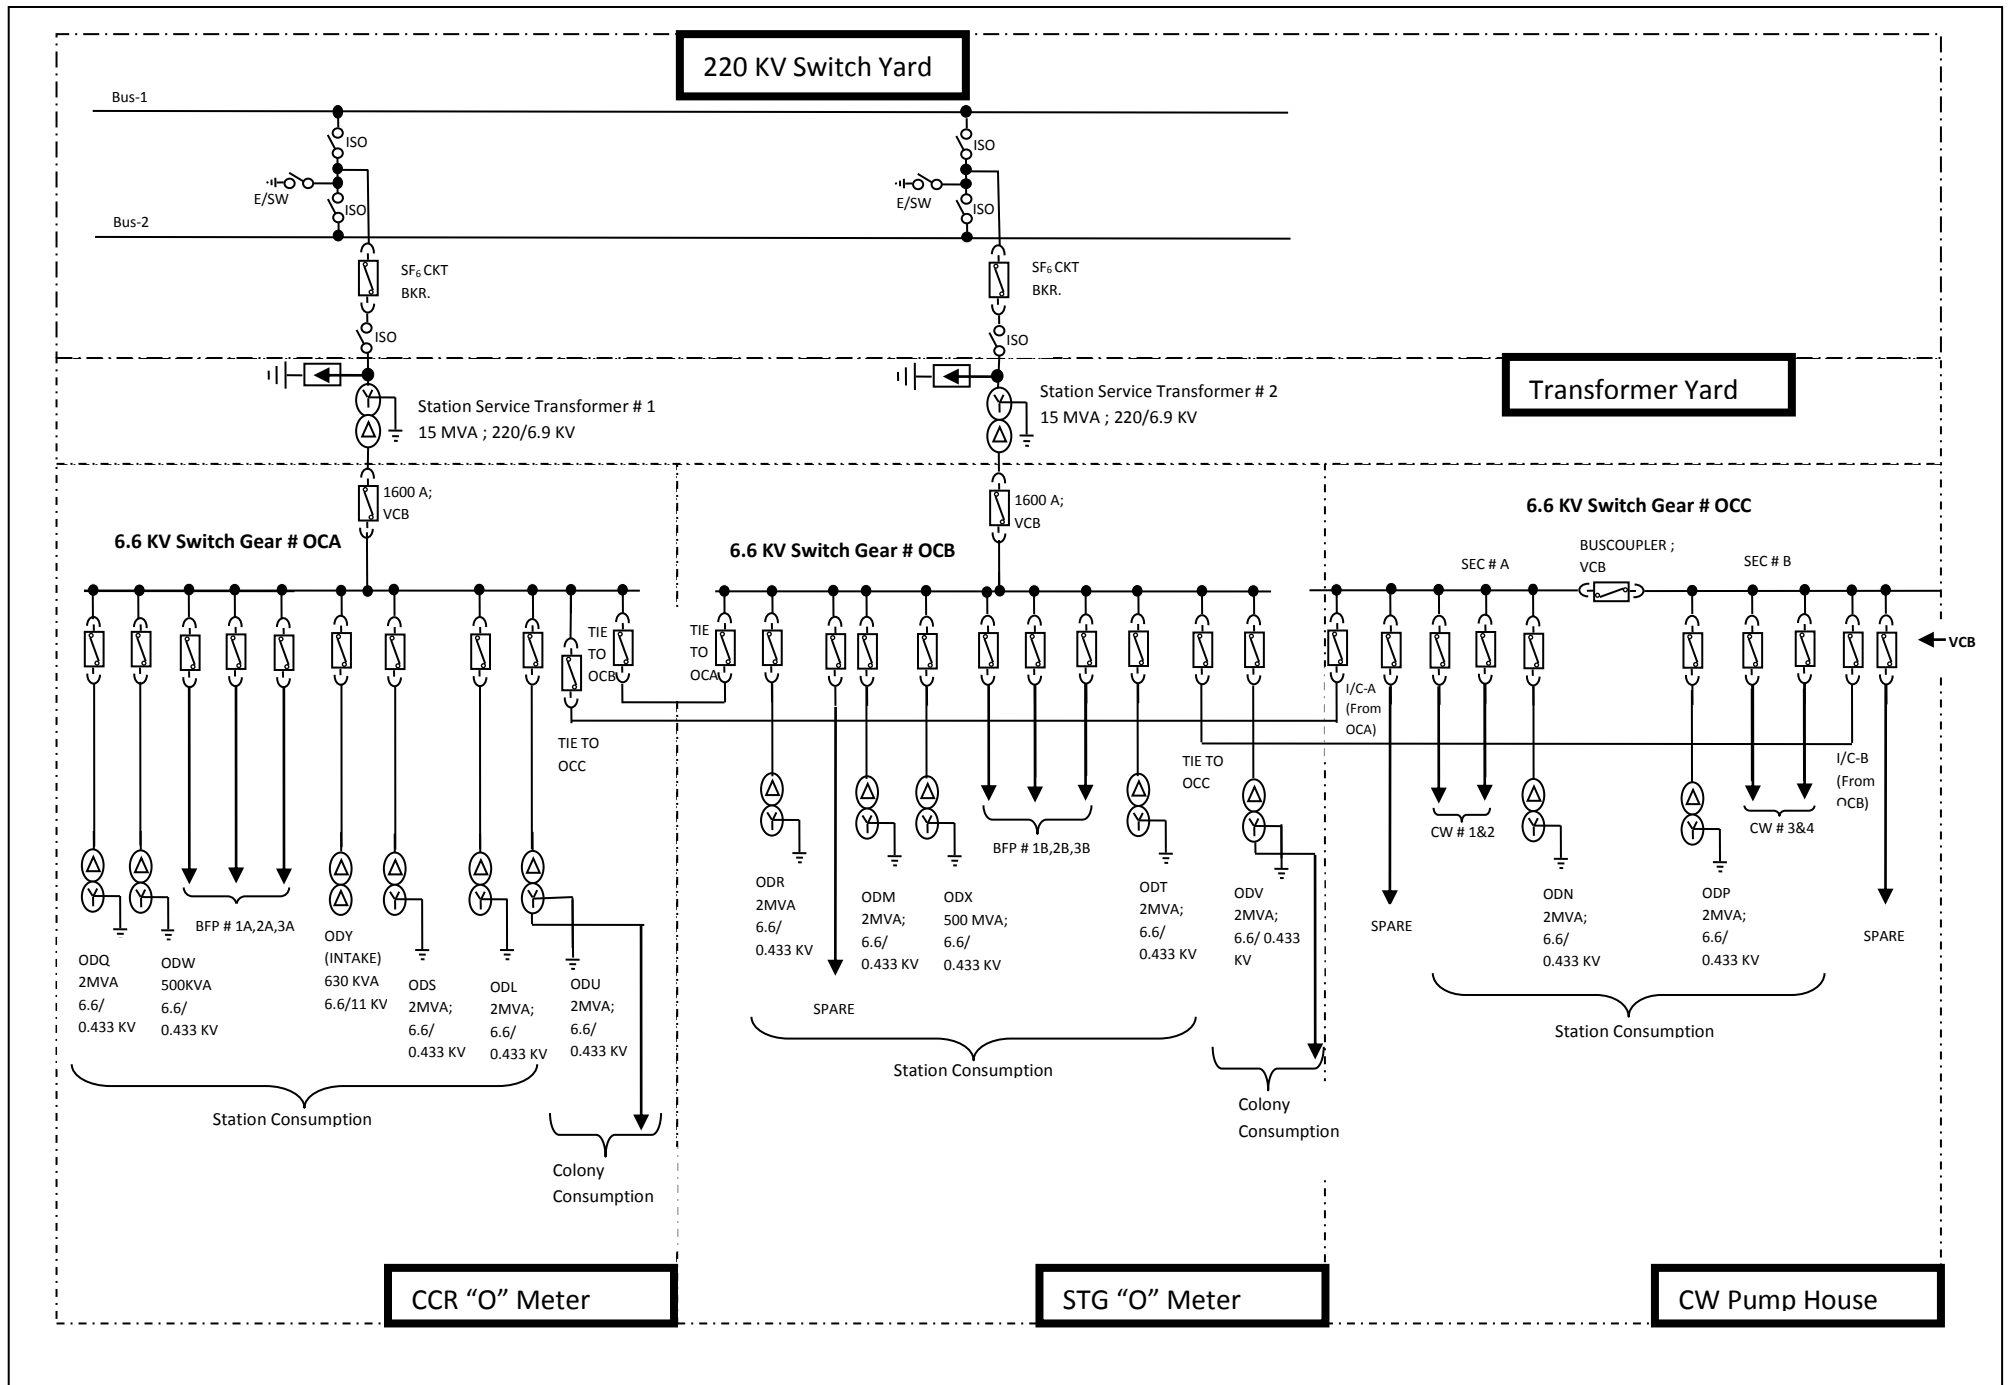 220 KV Switch Yard
Bus-1
ISO
ISO
E/SW
ISO
E/SW
ISO
Bus-2
SF₆ CKT
BKR.
SF₆ CKT
BKR.
ISO
ISO
Transformer Yard
Station Service Transformer # 1
15 MVA ; 220/6.9 KV
Station Service Transformer # 2
15 MVA ; 220/6.9 KV
1600 A;
VCB
1600 A;
VCB
6.6 KV Switch Gear # OCA
6.6 KV Switch Gear # OCB
6.6 KV Switch Gear # OCC
SEC # A
BUSCOUPLER ;
VCB
SEC # B
TIE
TO
OCB
TIE
TO
OCA
VCB
I/C-A
(From
OCA)
TIE TO
OCC
TIE TO
OCC
I/C-B
(From
OCB)
BFP # 1A,2A,3A
BFP # 1B,2B,3B
CW # 1&2
CW # 3&4
ODQ
2MVA
6.6/
0.433 KV
ODW
500KVA
6.6/
0.433 KV
ODY
(INTAKE)
630 KVA
6.6/11 KV
ODS
2MVA;
6.6/
0.433 KV
ODL
2MVA;
6.6/
0.433 KV
ODU
2MVA;
6.6/
0.433 KV
ODR
2MVA
6.6/
0.433 KV
SPARE
ODM
2MVA;
6.6/
0.433 KV
ODX
500 MVA;
6.6/
0.433 KV
ODT
2MVA;
6.6/
0.433 KV
ODV
2MVA;
6.6/ 0.433
KV
SPARE
ODN
2MVA;
6.6/
0.433 KV
ODP
2MVA;
6.6/
0.433 KV
SPARE
Station Consumption
Colony
Consumption
Station Consumption
Colony
Consumption
Station Consumption
CCR “O” Meter
STG “O” Meter
CW Pump House